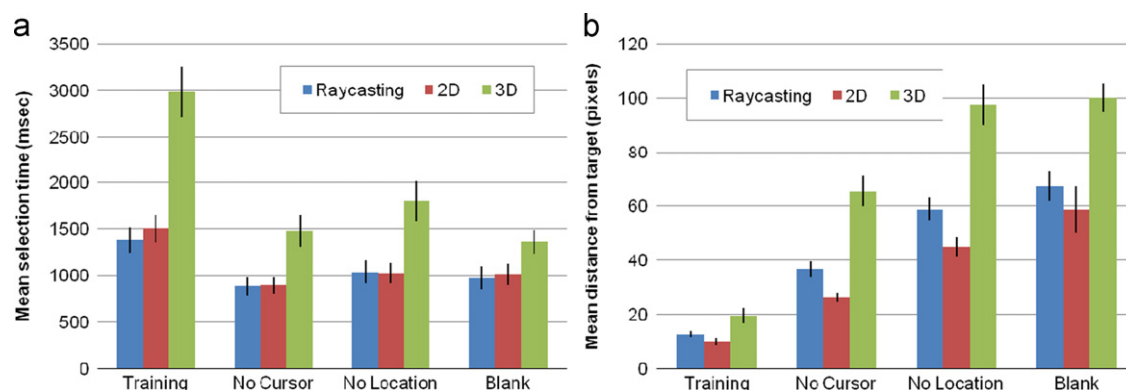 a
Mean selection time (msec)
3500
3000
2500
2000
1500
1000
500
0
Raycasting 2D 3D
Training No Cursor No Location Blank
b
Mean distance from target (pixels)
120
100
80
60
40
20
0
Raycasting 2D 3D
Training No Cursor No Location Blank